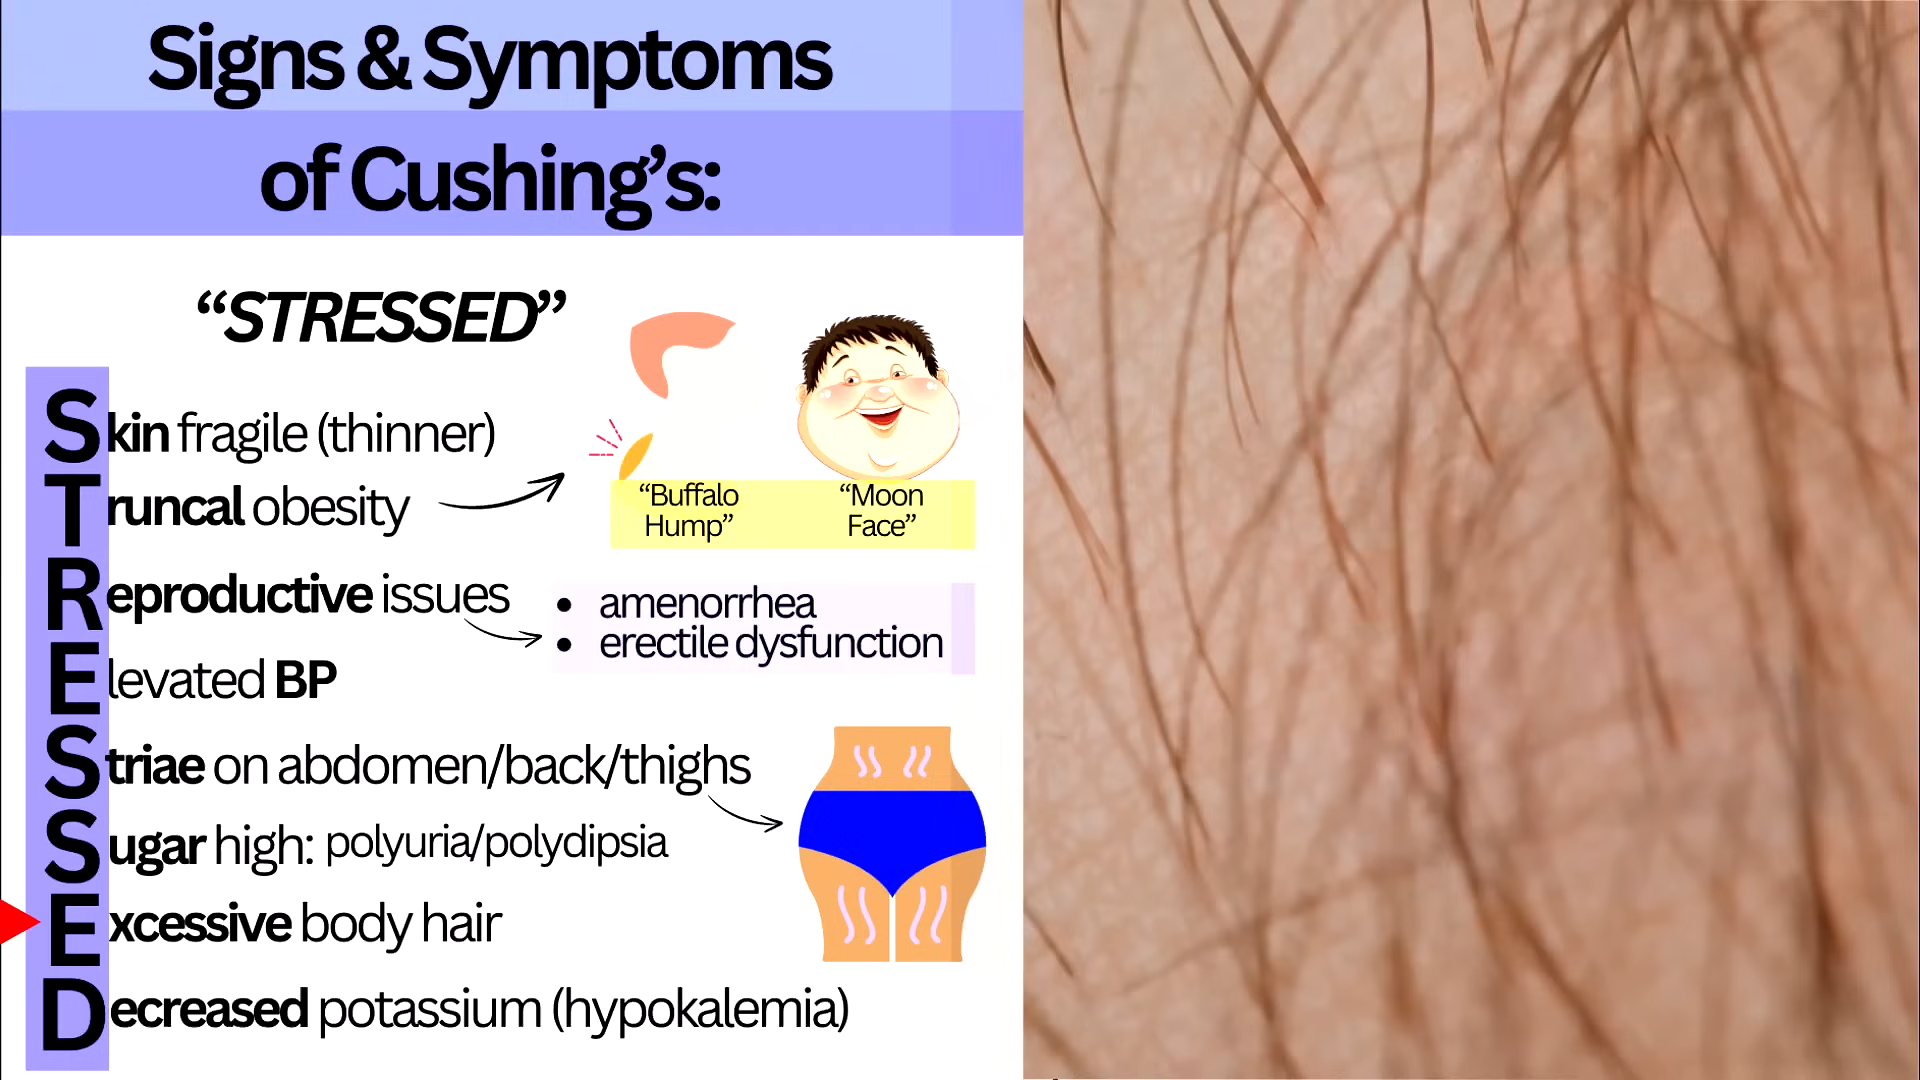 Signs & Symptoms
of Cushing's:
“STRESSED”
Skin fragile (thinner)
Truncal obesity
“Buffalo
Hump”
“Moon
Face”
Reproductive issues
• amenorrhea
• erectile dysfunction
Elevated BP
Striae on abdomen/back/thighs
Sugar high: polyuria/polydipsia
Excessive body hair
Decreased potassium (hypokalemia)